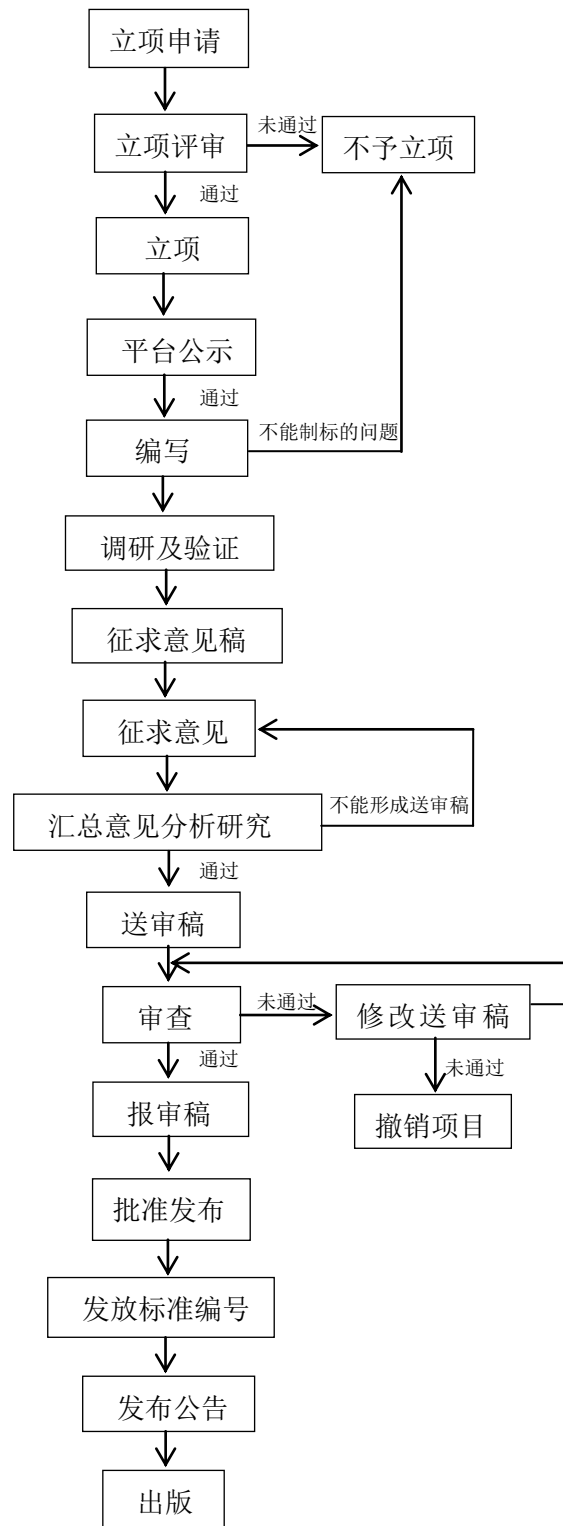 立项申请
未通过
立项评审
不予立项
通过
立项
平台公示
通过
不能制标的问题
编写
调研及验证
征求意见稿
征求意见
不能形成送审稿
汇总意见分析研究
通过
送审稿
未通过
审查
修改送审稿
通过
未通过
报审稿
撤销项目
批准发布
发放标准编号
发布公告
出版